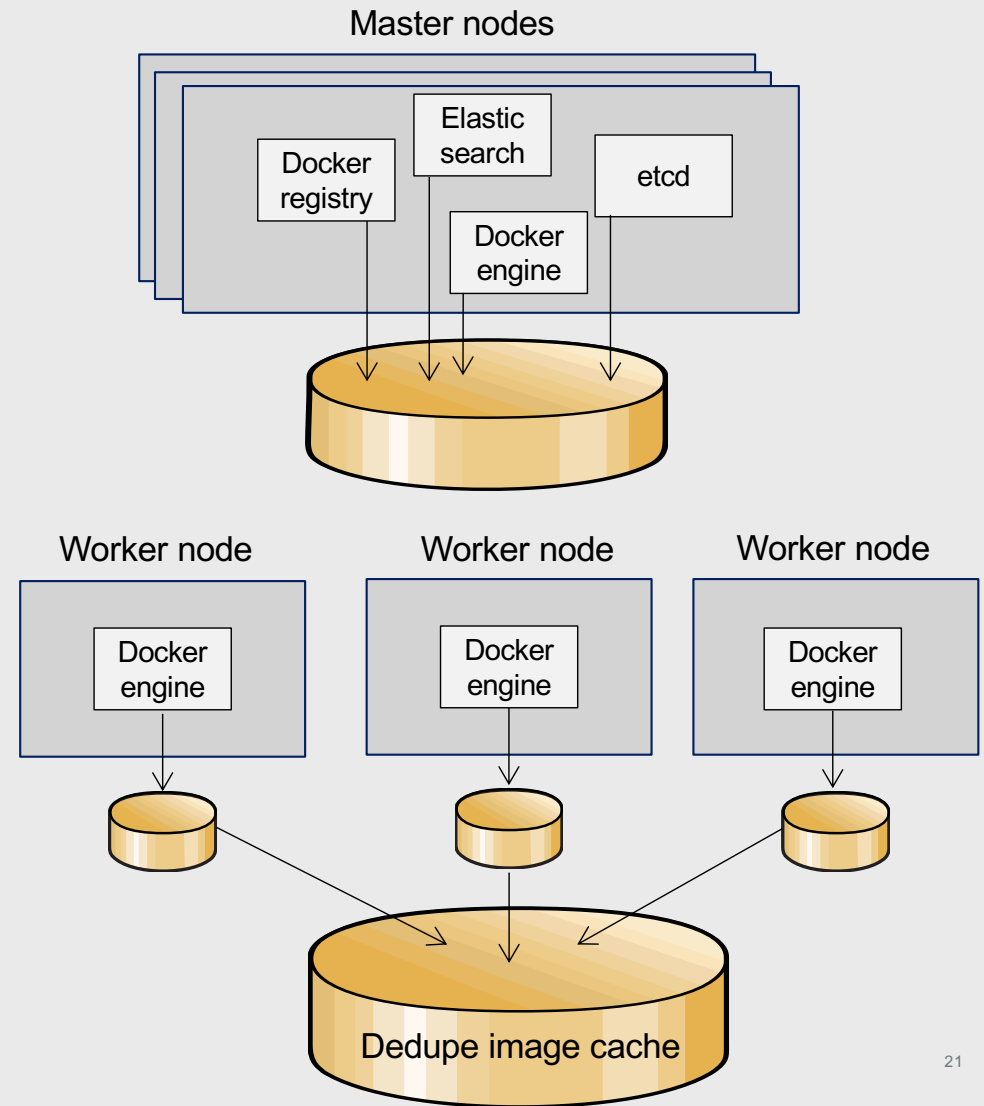 Master nodes
Elastic
search
Docker
registry
etcd
Docker
engine
Worker node
Worker node
Worker node
Docker
engine
Docker
engine
Docker
engine
Dedupe image cache
21